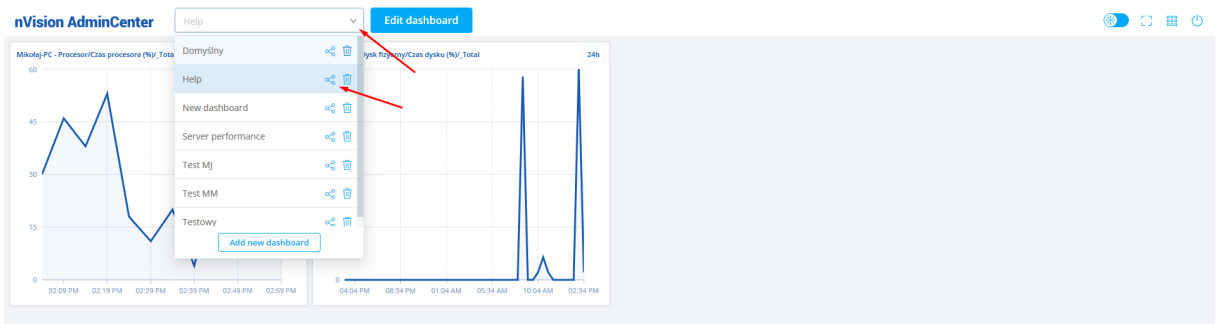 nVision AdminCenter
Help
Edit dashboard
Mikołaj-PC - Procesor/Czas procesora (%)/_Tota
Dysk fizyczny/Czas dysku (%)/_Total
24h
Domyślny
Help
New dashboard
Server performance
Test MJ
Test MM
Testowy
Add new dashboard
60
45
30
15
0
02:09 PM 02:19 PM 02:29 PM 02:39 PM 02:49 PM 02:59 PM
0
04:04 PM 08:34 PM 01:04 AM 05:34 AM 10:04 AM 02:34 PM